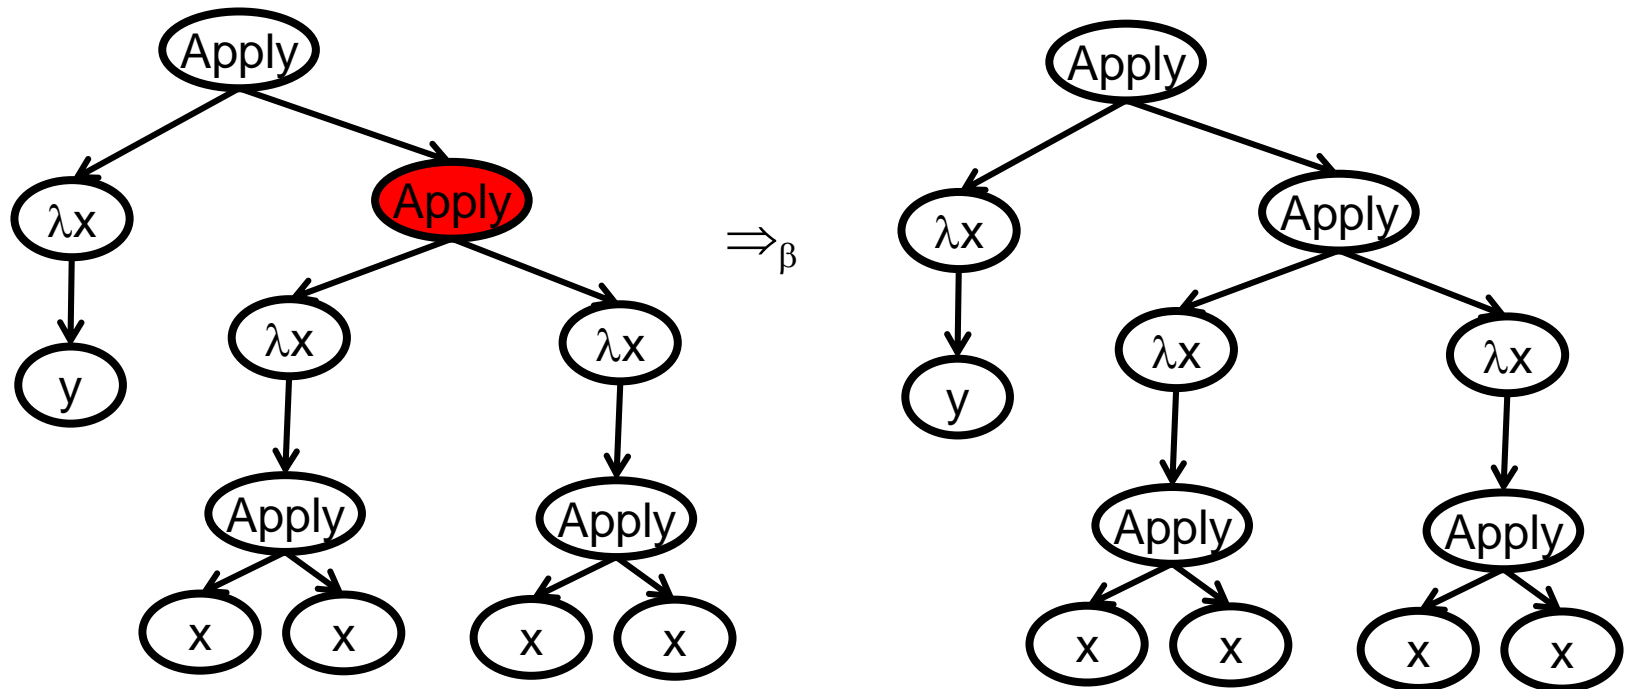 Apply Apply
λx Apply ⇒β λx Apply
λx λx λx λx
y y
Apply Apply Apply Apply
x x x x x x x x